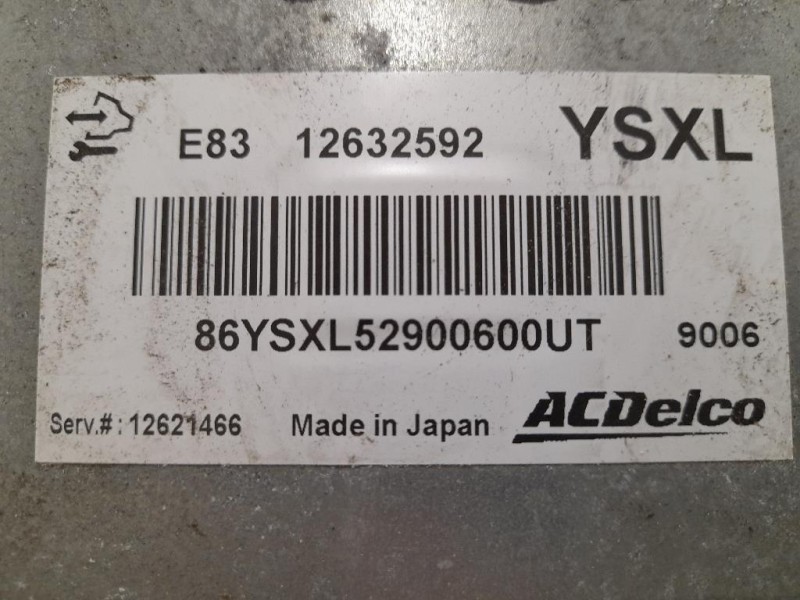 E83 12632592 YSXL
86YSXL52900600UT 9006
Serv.#: 12621466 Made in Japan ACDelco